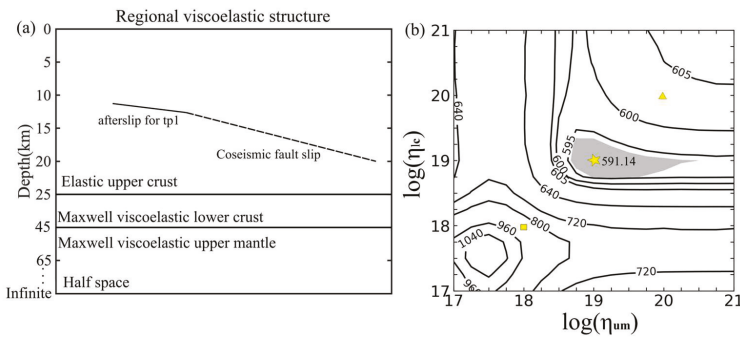 Regional viscoelastic structure
(a)
0
10
afterslip for tp1
Coseismic fault slip
20
Elastic upper crust
25
Maxwell viscoelastic lower crust
45
Maxwell viscoelastic upper mantle
65
Half space
Infinite
Depth(km)
(b)
21
20
19
18
17
log(ηlc)
17 18 19 20 21
log(ηum)
640
605
600
595
600
605
591.14
640
720
800
960
1040
960
720